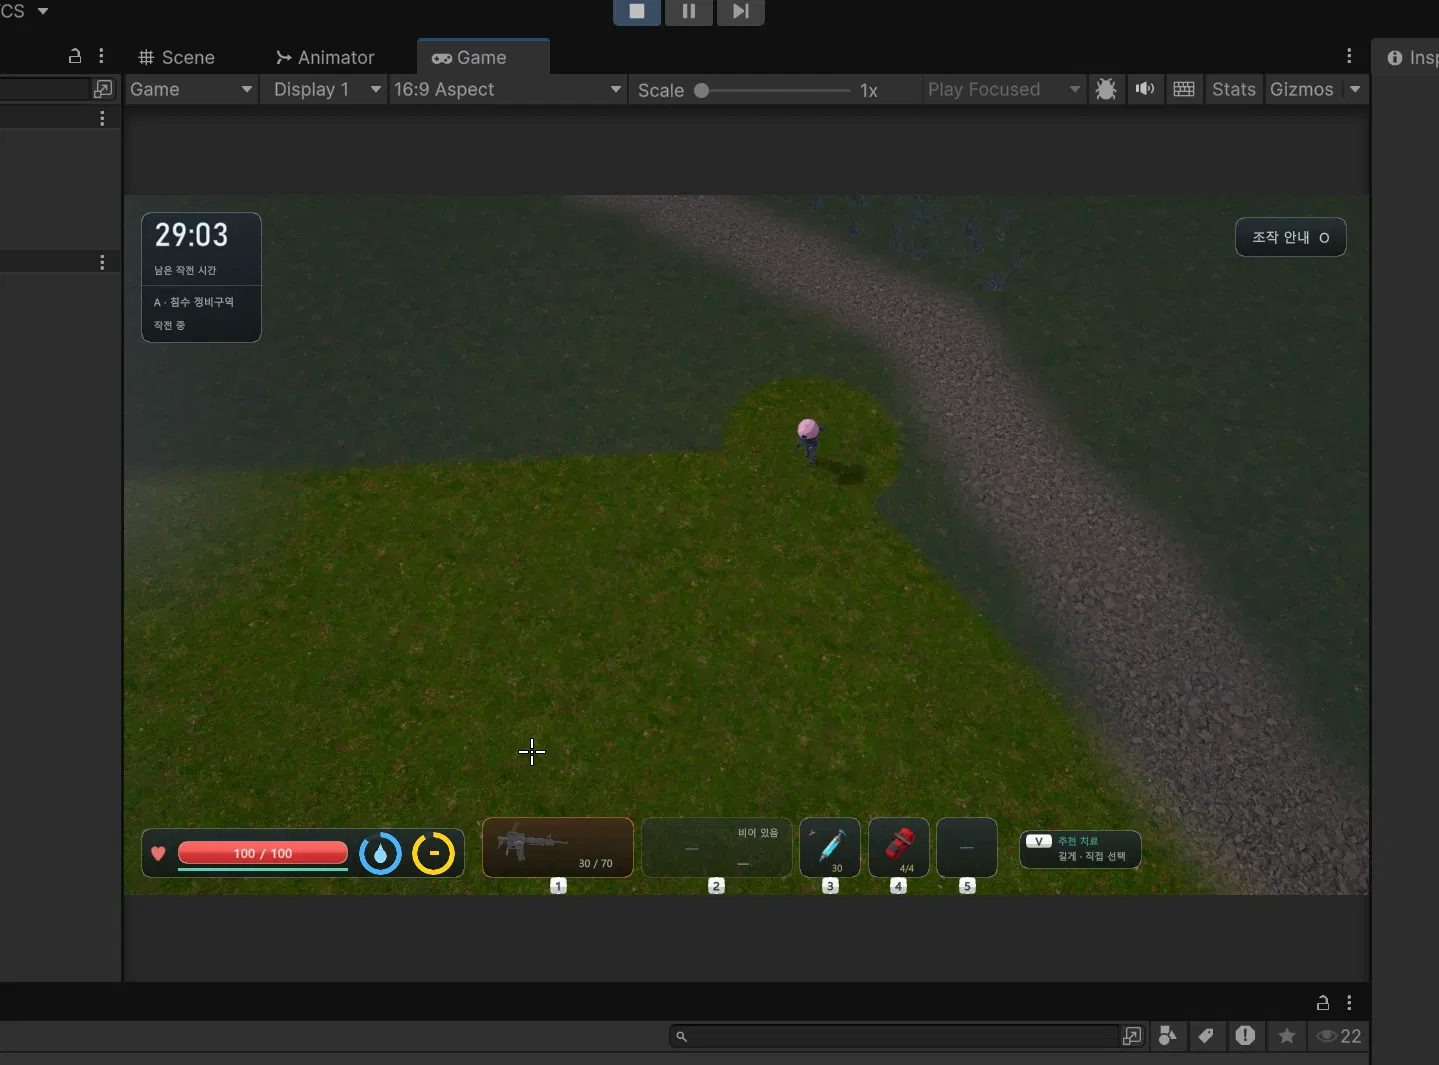 CS
Scene
Animator
Game
Game
Display 1
16:9 Aspect
Scale
1x
Play Focused
Stats
Gizmos
29:03
남은 작전 시간
A · 침수 정비구역
작전 중
조작 안내 O
100 / 100
30 / 70
1
비어 있음
2
30
3
4/4
4
5
V
추천 치료
길게 · 직접 선택
22